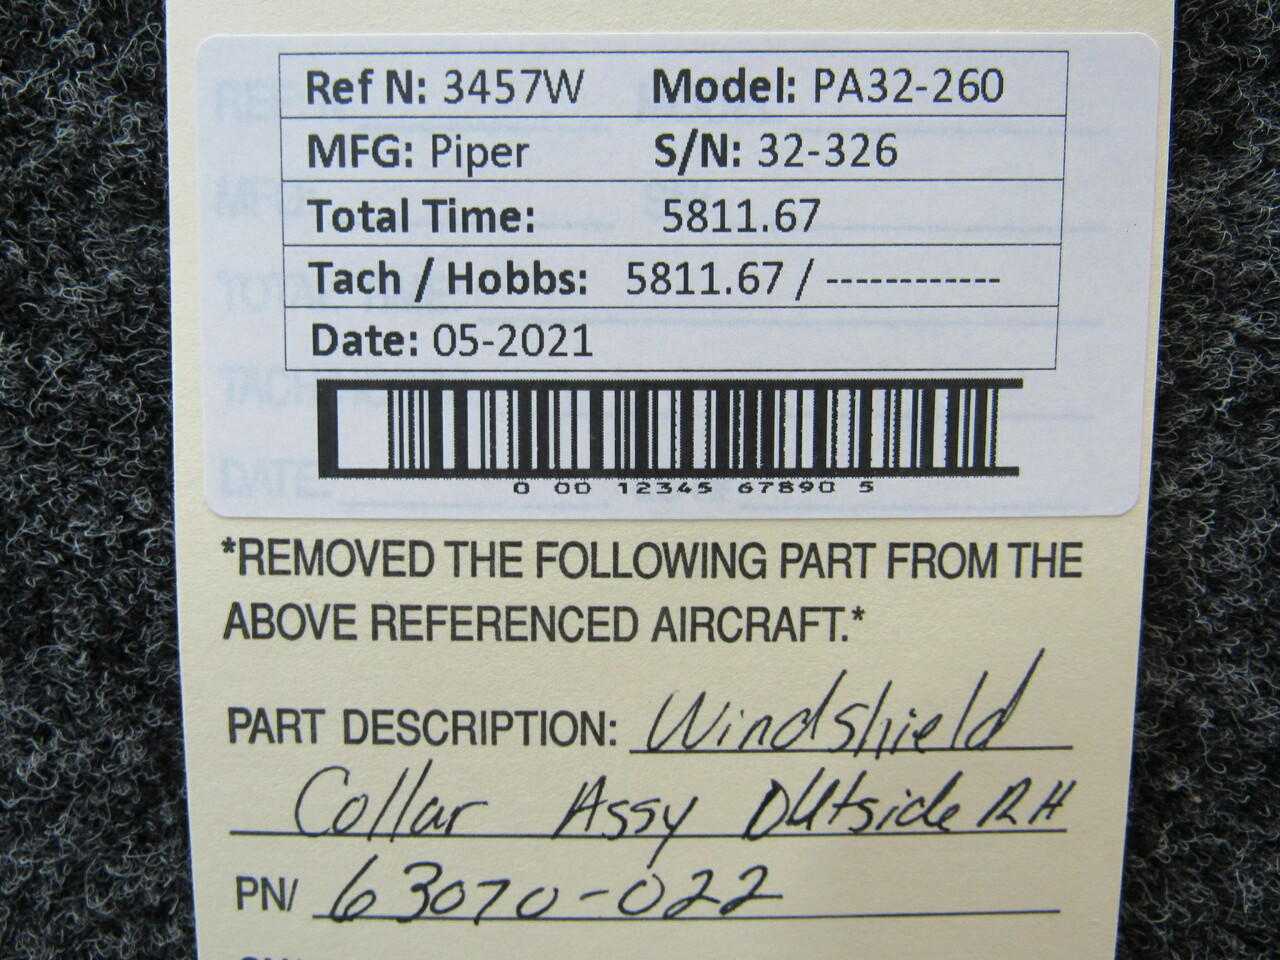 Ref N: 3457W Model: PA32-260
MFG: Piper S/N: 32-326
Total Time: 5811.67
Tach / Hobbs: 5811.67 / ------------
Date: 05-2021
0 00 12345 67890 5
*REMOVED THE FOLLOWING PART FROM THE
ABOVE REFERENCED AIRCRAFT.*
PART DESCRIPTION: Windshield
Collar Assy Outside RH
PN/ 63070-022